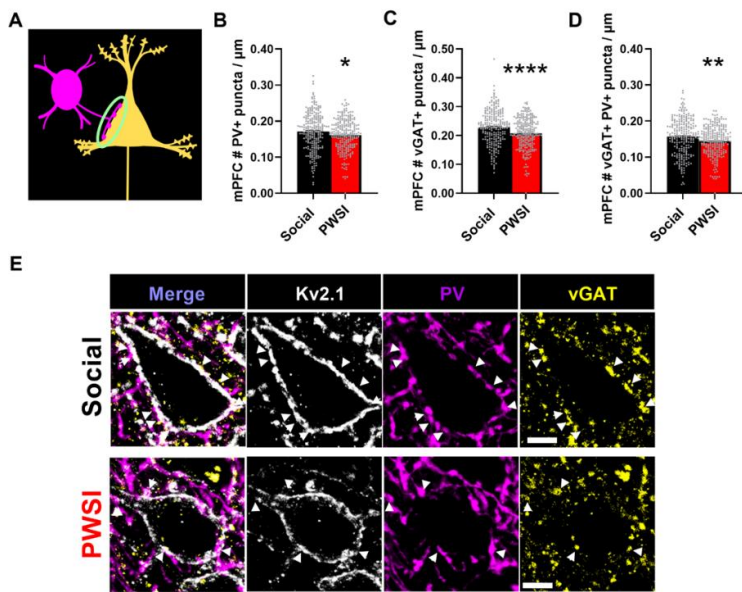 A
B
mPFC # PV+ puncta / µm
0.40
0.30
0.20
0.10
0.00
*
Social
PWSI
C
mPFC # vGAT+ puncta / µm
0.50
0.40
0.30
0.20
0.10
0.00
****
Social
PWSI
D
mPFC # vGAT+ PV+ puncta / µm
0.40
0.30
0.20
0.10
0.00
**
Social
PWSI
E
Merge
Kv2.1
PV
vGAT
Social
PWSI